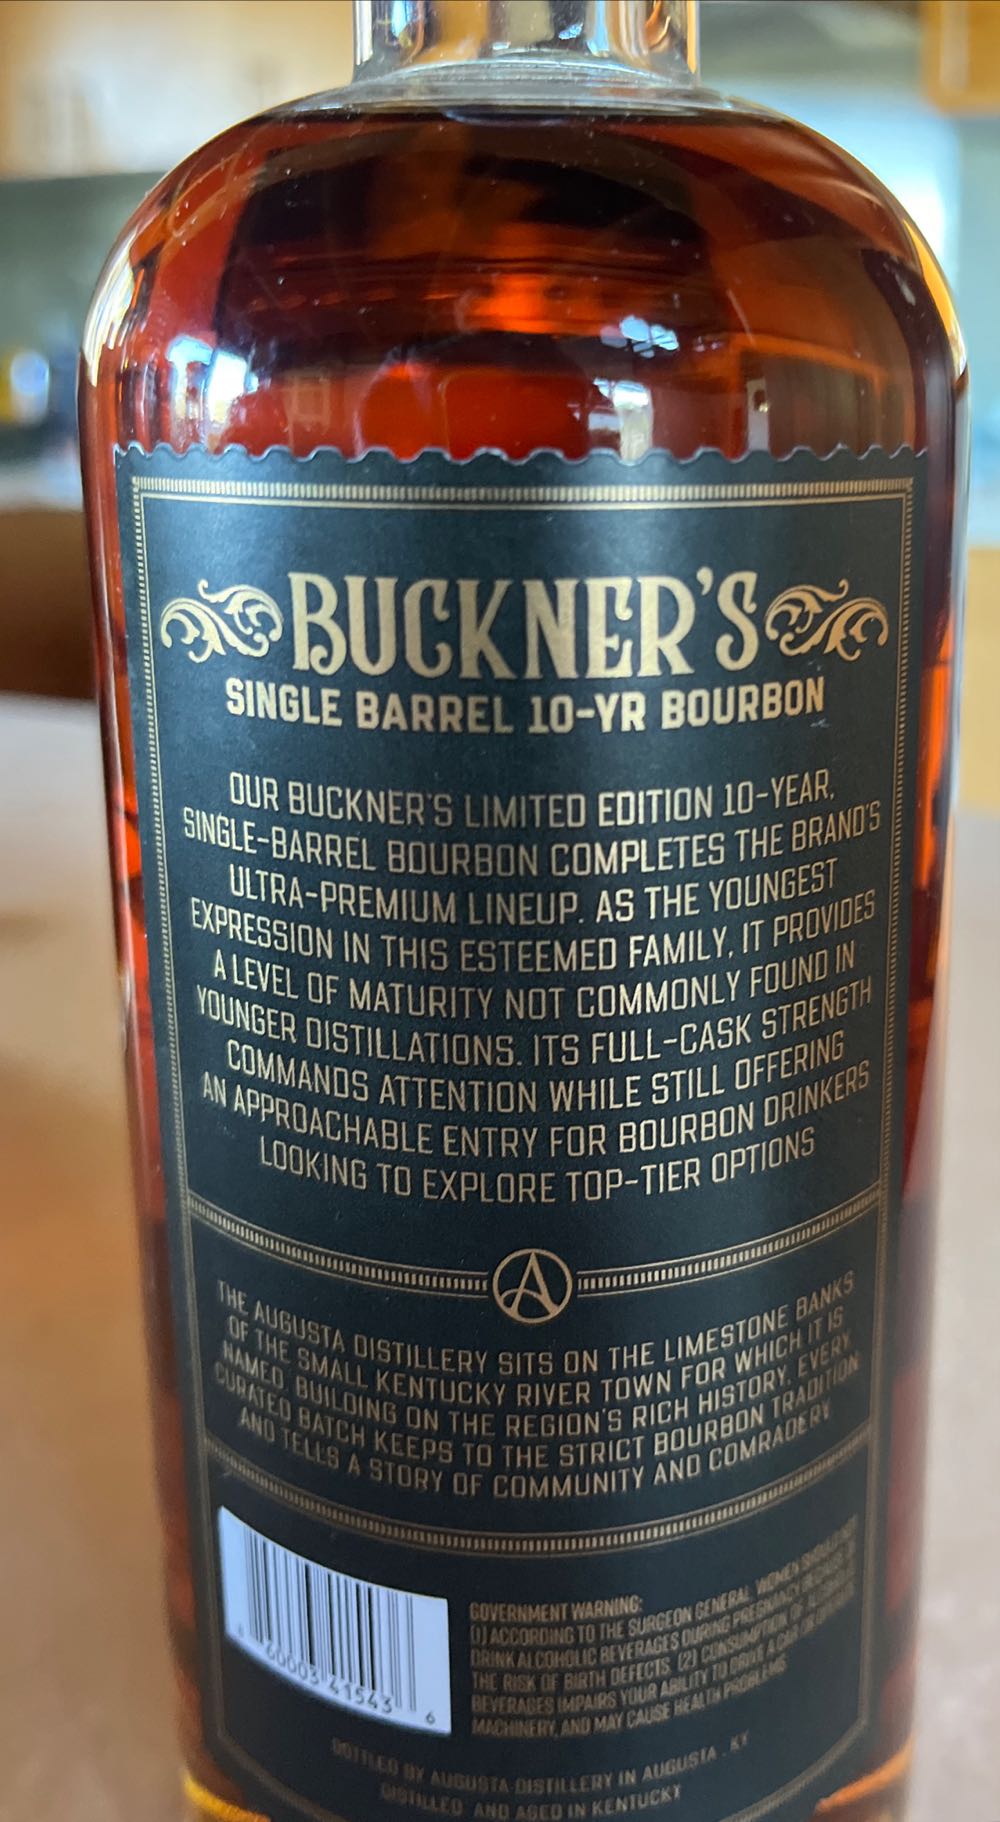 BUCKNER'S
SINGLE BARREL 10-YR BOURBON
OUR BUCKNER'S LIMITED EDITION 10-YEAR,
SINGLE-BARREL BOURBON COMPLETES THE BRAND'S
ULTRA-PREMIUM LINEUP. AS THE YOUNGEST
EXPRESSION IN THIS ESTEEMED FAMILY, IT PROVIDES
A LEVEL OF MATURITY NOT COMMONLY FOUND IN
YOUNGER DISTILLATIONS. ITS FULL-CASK STRENGTH
COMMANDS ATTENTION WHILE STILL OFFERING
AN APPROACHABLE ENTRY FOR BOURBON DRINKERS
LOOKING TO EXPLORE TOP-TIER OPTIONS
A
THE AUGUSTA DISTILLERY SITS ON THE LIMESTONE BANKS
OF THE SMALL KENTUCKY RIVER TOWN FOR WHICH IT IS
NAMED. BUILDING ON THE REGION'S RICH HISTORY, EVERY
CURATED BATCH KEEPS TO THE STRICT BOURBON TRADITION
AND TELLS A STORY OF COMMUNITY AND COMRADERY
8 60003 41543 6
GOVERNMENT WARNING:
(1) ACCORDING TO THE SURGEON GENERAL, WOMEN SHOULD NOT
DRINK ALCOHOLIC BEVERAGES DURING PREGNANCY BECAUSE OF
THE RISK OF BIRTH DEFECTS. (2) CONSUMPTION OF ALCOHOLIC
BEVERAGES IMPAIRS YOUR ABILITY TO DRIVE A CAR OR OPERATE
MACHINERY, AND MAY CAUSE HEALTH PROBLEMS
BOTTLED BY AUGUSTA DISTILLERY IN AUGUSTA, KY
DISTILLED AND AGED IN KENTUCKY